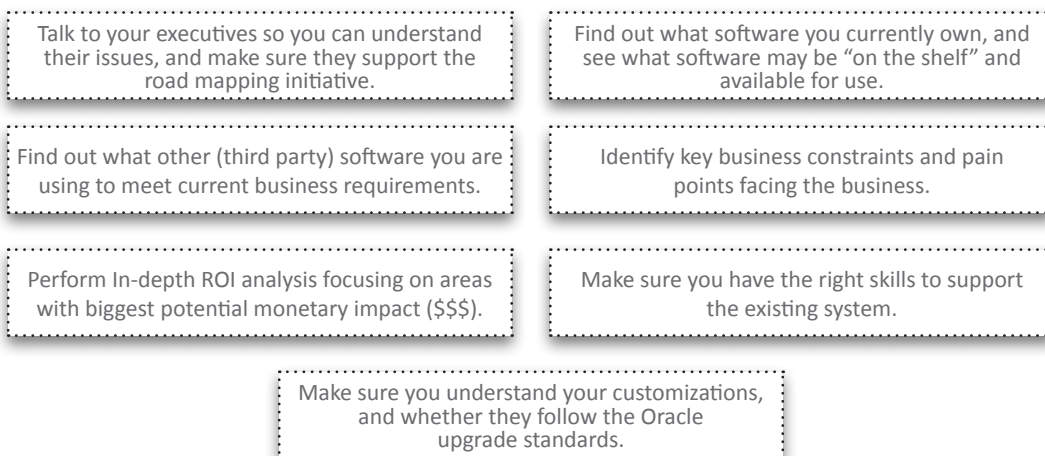 Talk to your executives so you can understand
their issues, and make sure they support the
road mapping initiative.
Find out what software you currently own, and
see what software may be “on the shelf” and
available for use.
Find out what other (third party) software you are
using to meet current business requirements.
Identify key business constraints and pain
points facing the business.
Perform In-depth ROI analysis focusing on areas
with biggest potential monetary impact ($$$).
Make sure you have the right skills to support
the existing system.
Make sure you understand your customizations,
and whether they follow the Oracle
upgrade standards.